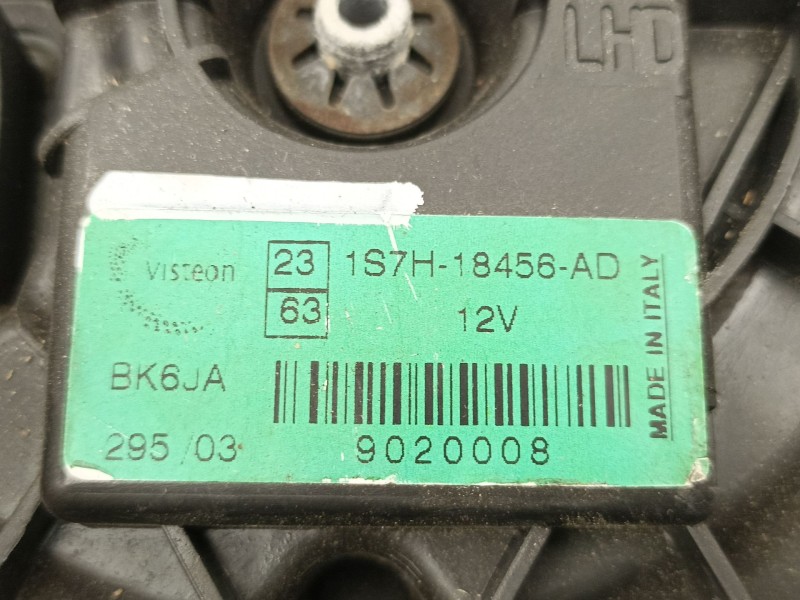 LHD
Visteon
23
1S7H-18456-AD
63
12V
BK6JA
295/03
9020008
MADE IN ITALY